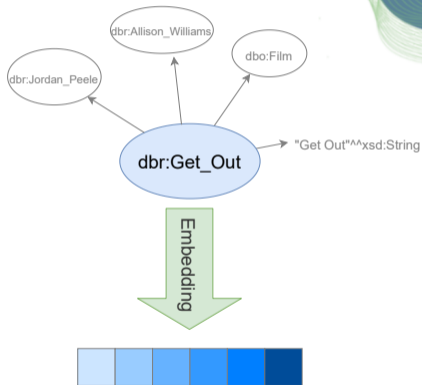 dbr:Allison_Williams
dbo:Film
dbr:Jordan_Peele
"Get Out"^^xsd:String
dbr:Get_Out
Embedding